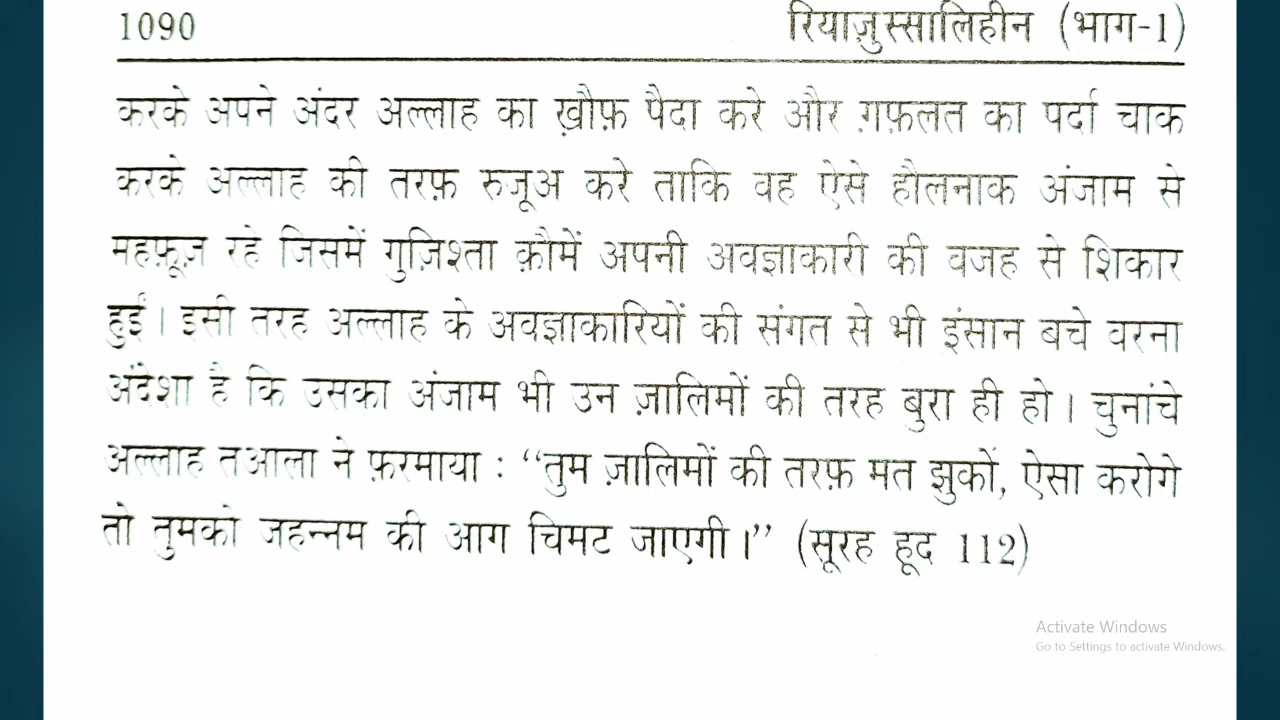 1090 रियाज़ुस्सालिहीन (भाग-1)
करके अपने अंदर अल्लाह का ख़ौफ़ पैदा करे और ग़फ़लत का पर्दा चाक
करके अल्लाह की तरफ़ रुजूअ करे ताकि वह ऐसे हौलनाक अंजाम से
महफ़ूज़ रहे जिसमें गुज़िश्ता क़ौमें अपनी अवज्ञाकारी की वजह से शिकार
हुईं। इसी तरह अल्लाह के अवज्ञाकारियों की संगत से भी इंसान बचे वरना
अंदेशा है कि उसका अंजाम भी उन ज़ालिमों की तरह बुरा ही हो। चुनांचे
अल्लाह तआला ने फ़रमाया : “तुम ज़ालिमों की तरफ़ मत झुकों, ऐसा करोगे
तो तुमको जहन्नम की आग चिमट जाएगी।” (सूरह हूद 112)
Activate Windows
Go to Settings to activate Windows.